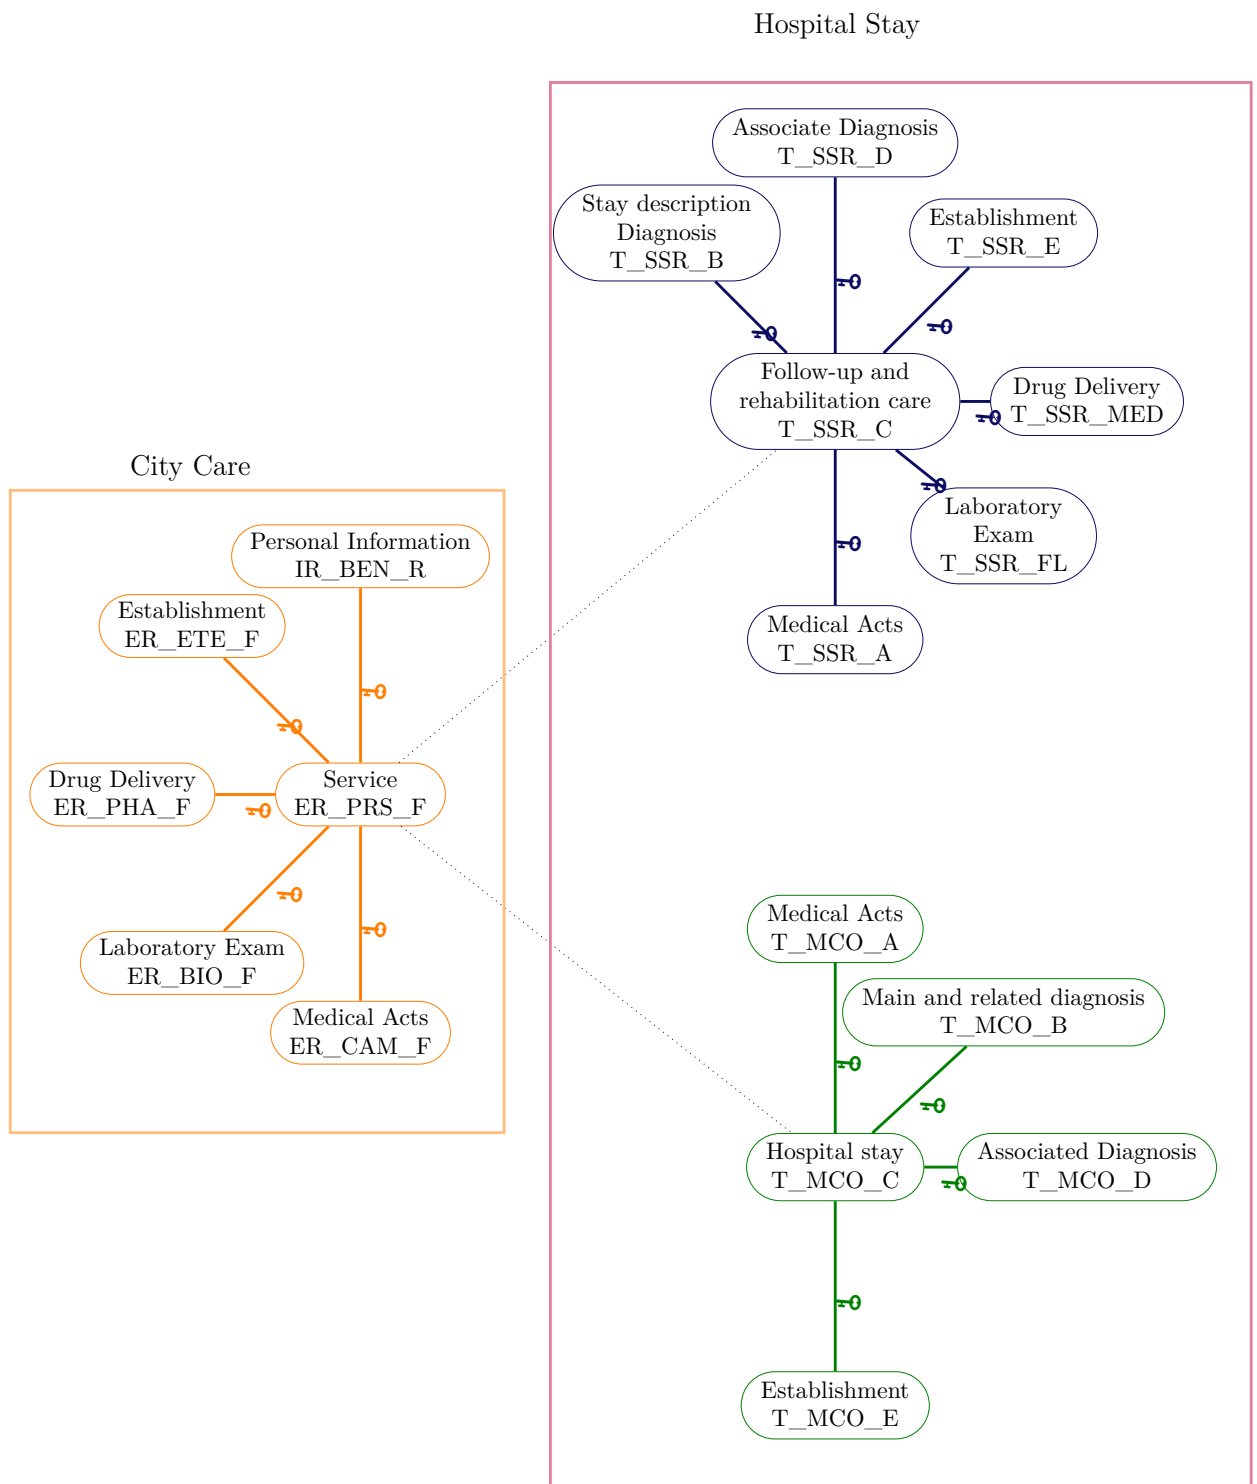 Hospital Stay
Associate Diagnosis
T_SSR_D
Stay description
Diagnosis
T_SSR_B
Establishment
T_SSR_E
Follow-up and
rehabilitation care
T_SSR_C
Drug Delivery
T_SSR_MED
Laboratory
Exam
T_SSR_FL
Medical Acts
T_SSR_A
City Care
Personal Information
IR_BEN_R
Establishment
ER_ETE_F
Drug Delivery
ER_PHA_F
Service
ER_PRS_F
Laboratory Exam
ER_BIO_F
Medical Acts
ER_CAM_F
Medical Acts
T_MCO_A
Main and related diagnosis
T_MCO_B
Hospital stay
T_MCO_C
Associated Diagnosis
T_MCO_D
Establishment
T_MCO_E